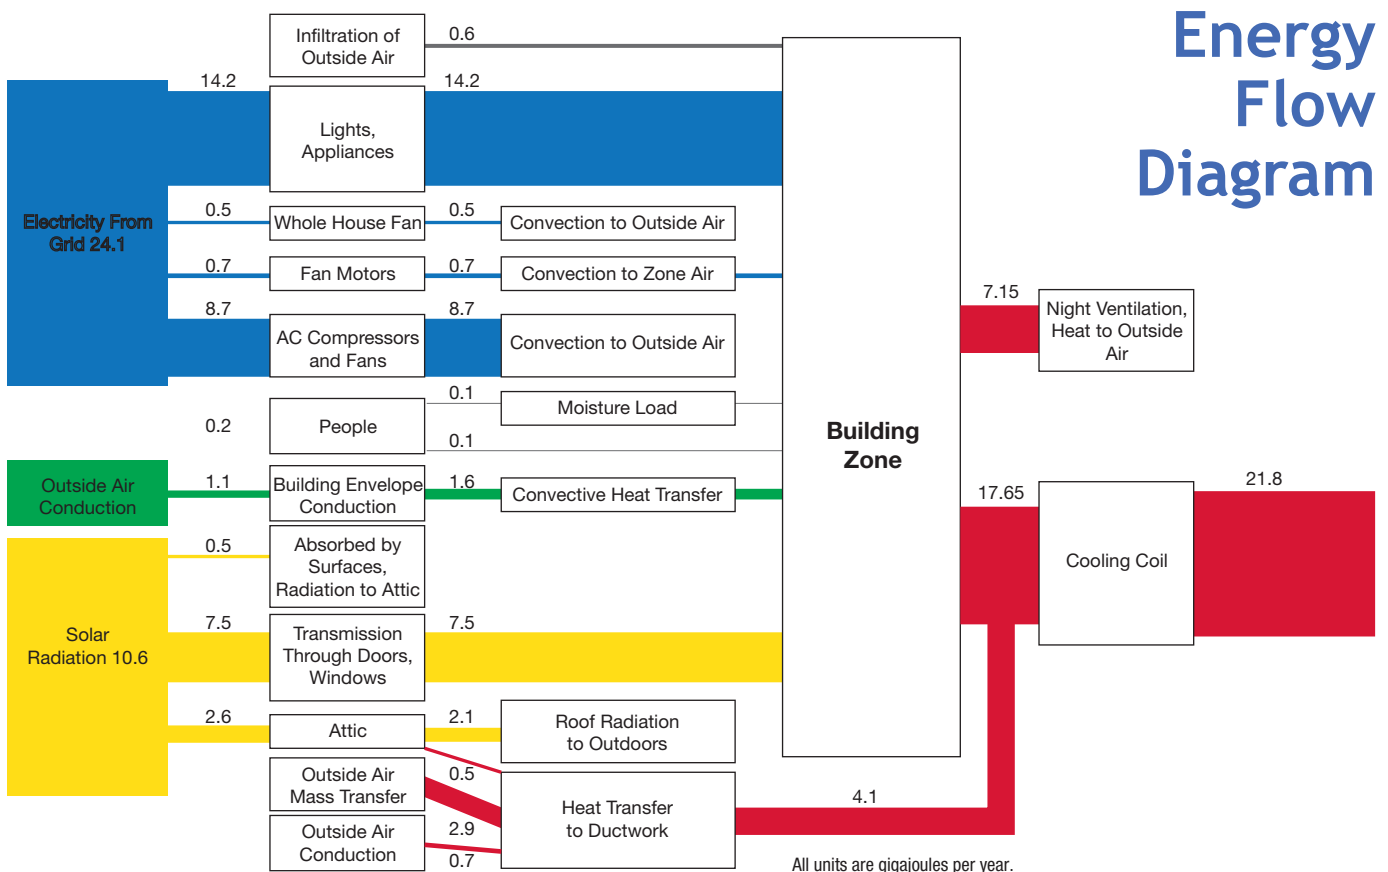 Energy
Flow
Diagram
Infiltration of
Outside Air
0.6
14.2
14.2
Lights,
Appliances
Electricity From
Grid 24.1
0.5
Whole House Fan
0.5
Convection to Outside Air
0.7
Fan Motors
0.7
Convection to Zone Air
8.7
AC Compressors
and Fans
8.7
Convection to Outside Air
7.15
Night Ventilation,
Heat to Outside
Air
0.2
People
0.1
Moisture Load
0.1
Building
Zone
Outside Air
Conduction
1.1
Building Envelope
Conduction
1.6
Convective Heat Transfer
17.65
Cooling Coil
21.8
0.5
Absorbed by
Surfaces,
Radiation to Attic
Solar
Radiation 10.6
7.5
Transmission
Through Doors,
Windows
7.5
2.6
Attic
2.1
Roof Radiation
to Outdoors
Outside Air
Mass Transfer
0.5
Heat Transfer
to Ductwork
4.1
Outside Air
Conduction
2.9
0.7
All units are gigajoules per year.